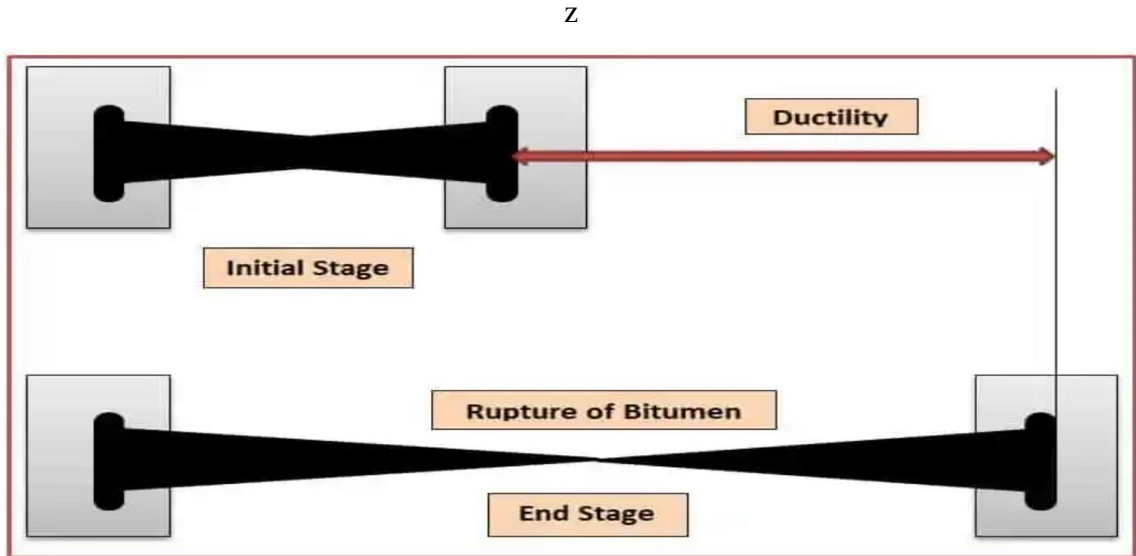 z
Ductility
Initial Stage
Rupture of Bitumen
End Stage